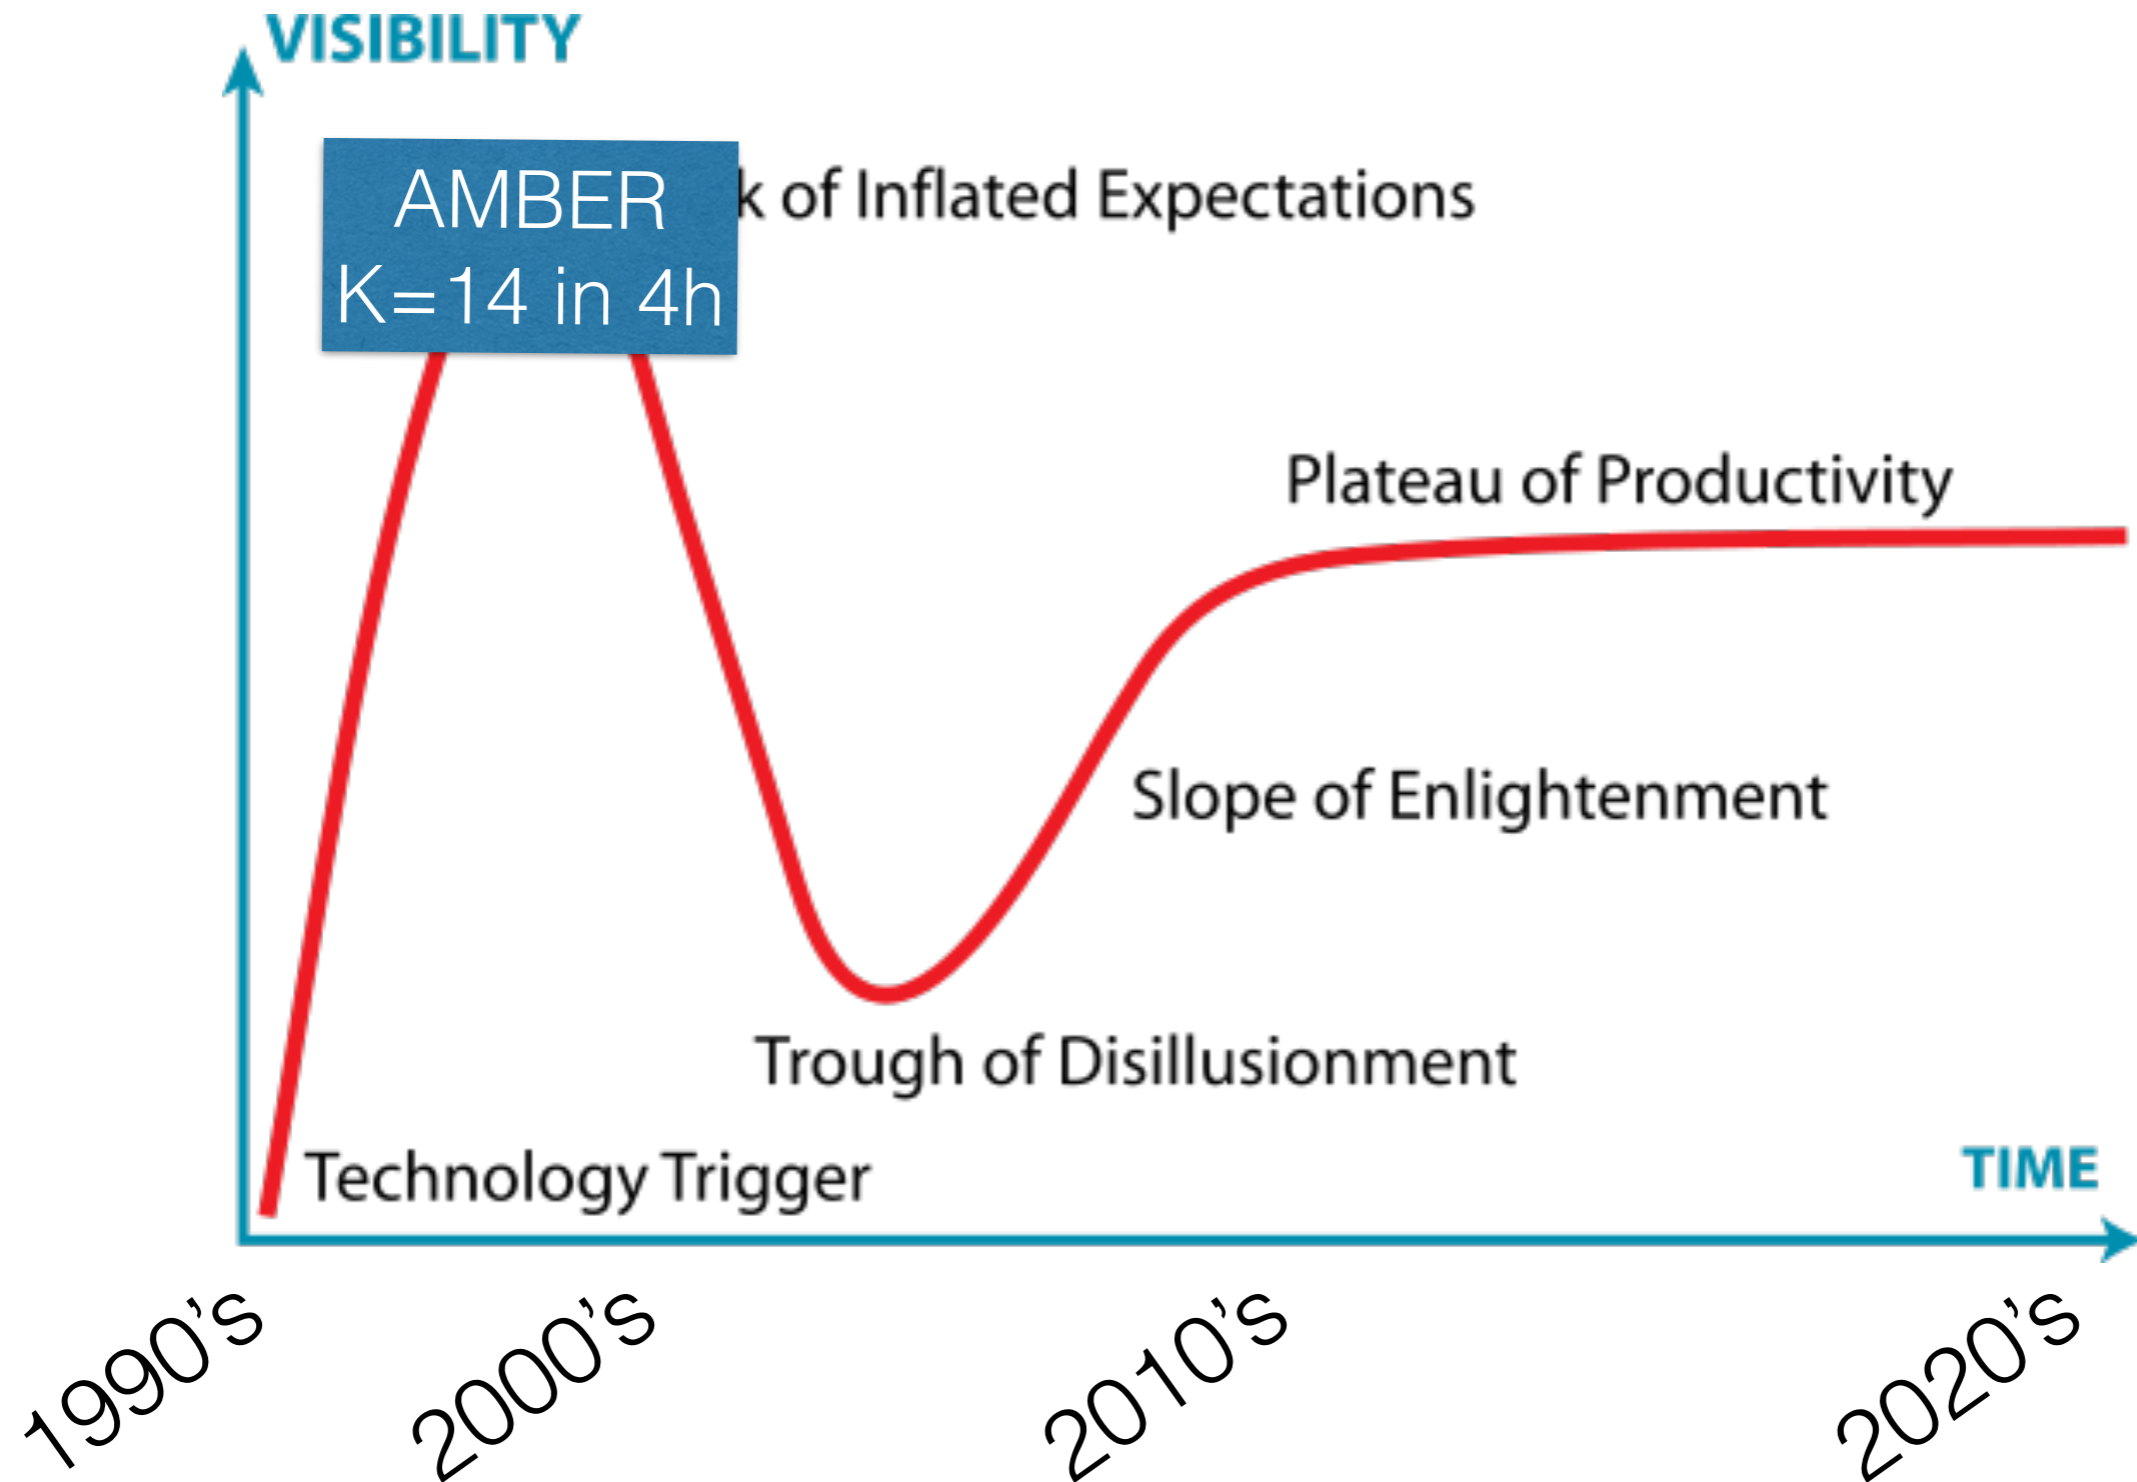 VISIBILITY
AMBER
K=14 in 4h
k of Inflated Expectations
Plateau of Productivity
Slope of Enlightenment
Trough of Disillusionment
Technology Trigger
TIME
1990’s
2000’s
2010’s
2020’s